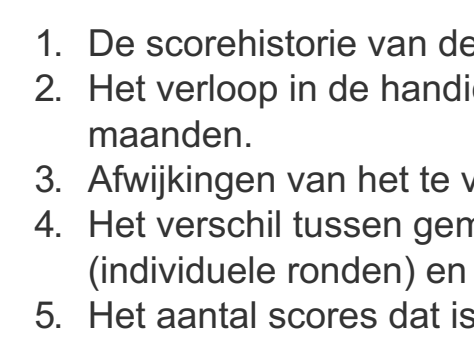 1. De scorehistorie van de
2. Het verloop in de handi
maanden.
3. Afwijkingen van het te v
4. Het verschil tussen gem
(individuele ronden) en
5. Het aantal scores dat is